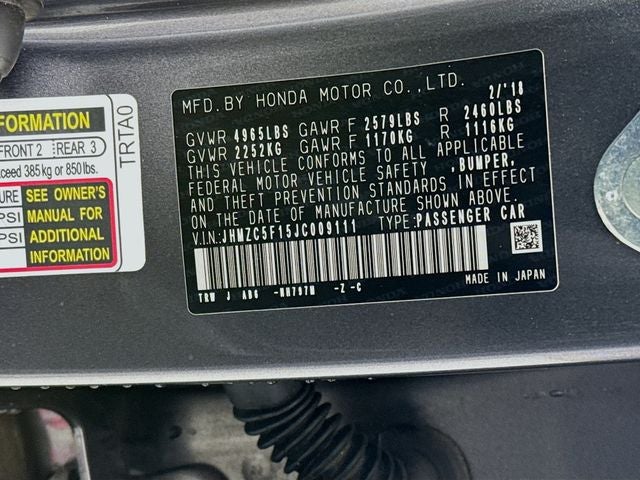 FORMATION
FRONT 2 REAR 3
ceed 385 kg or 850 lbs.
URE SEE OWNER'S
PSI MANUAL FOR
PSI ADDITIONAL
INFORMATION
TRTA0
MFD.BY HONDA MOTOR CO.,LTD. 2/'18
GVWR 4965LBS GAWR F 2579LBS R 2460LBS
GVWR 2252KG GAWR F 1170KG R 1116KG
THIS VEHICLE CONFORMS TO ALL APPLICABLE
FEDERAL MOTOR VEHICLE SAFETY ,BUMPER,
AND THEFT PREVENTION STANDARDS IN EFFECT
ON THE DATE OF MANUFACTURE SHOWN ABOVE.
V.I.N:JHMZC5F15JC009111 TYPE:PASSENGER CAR
TRW J AD6 -NH797M -Z -C
MADE IN JAPAN